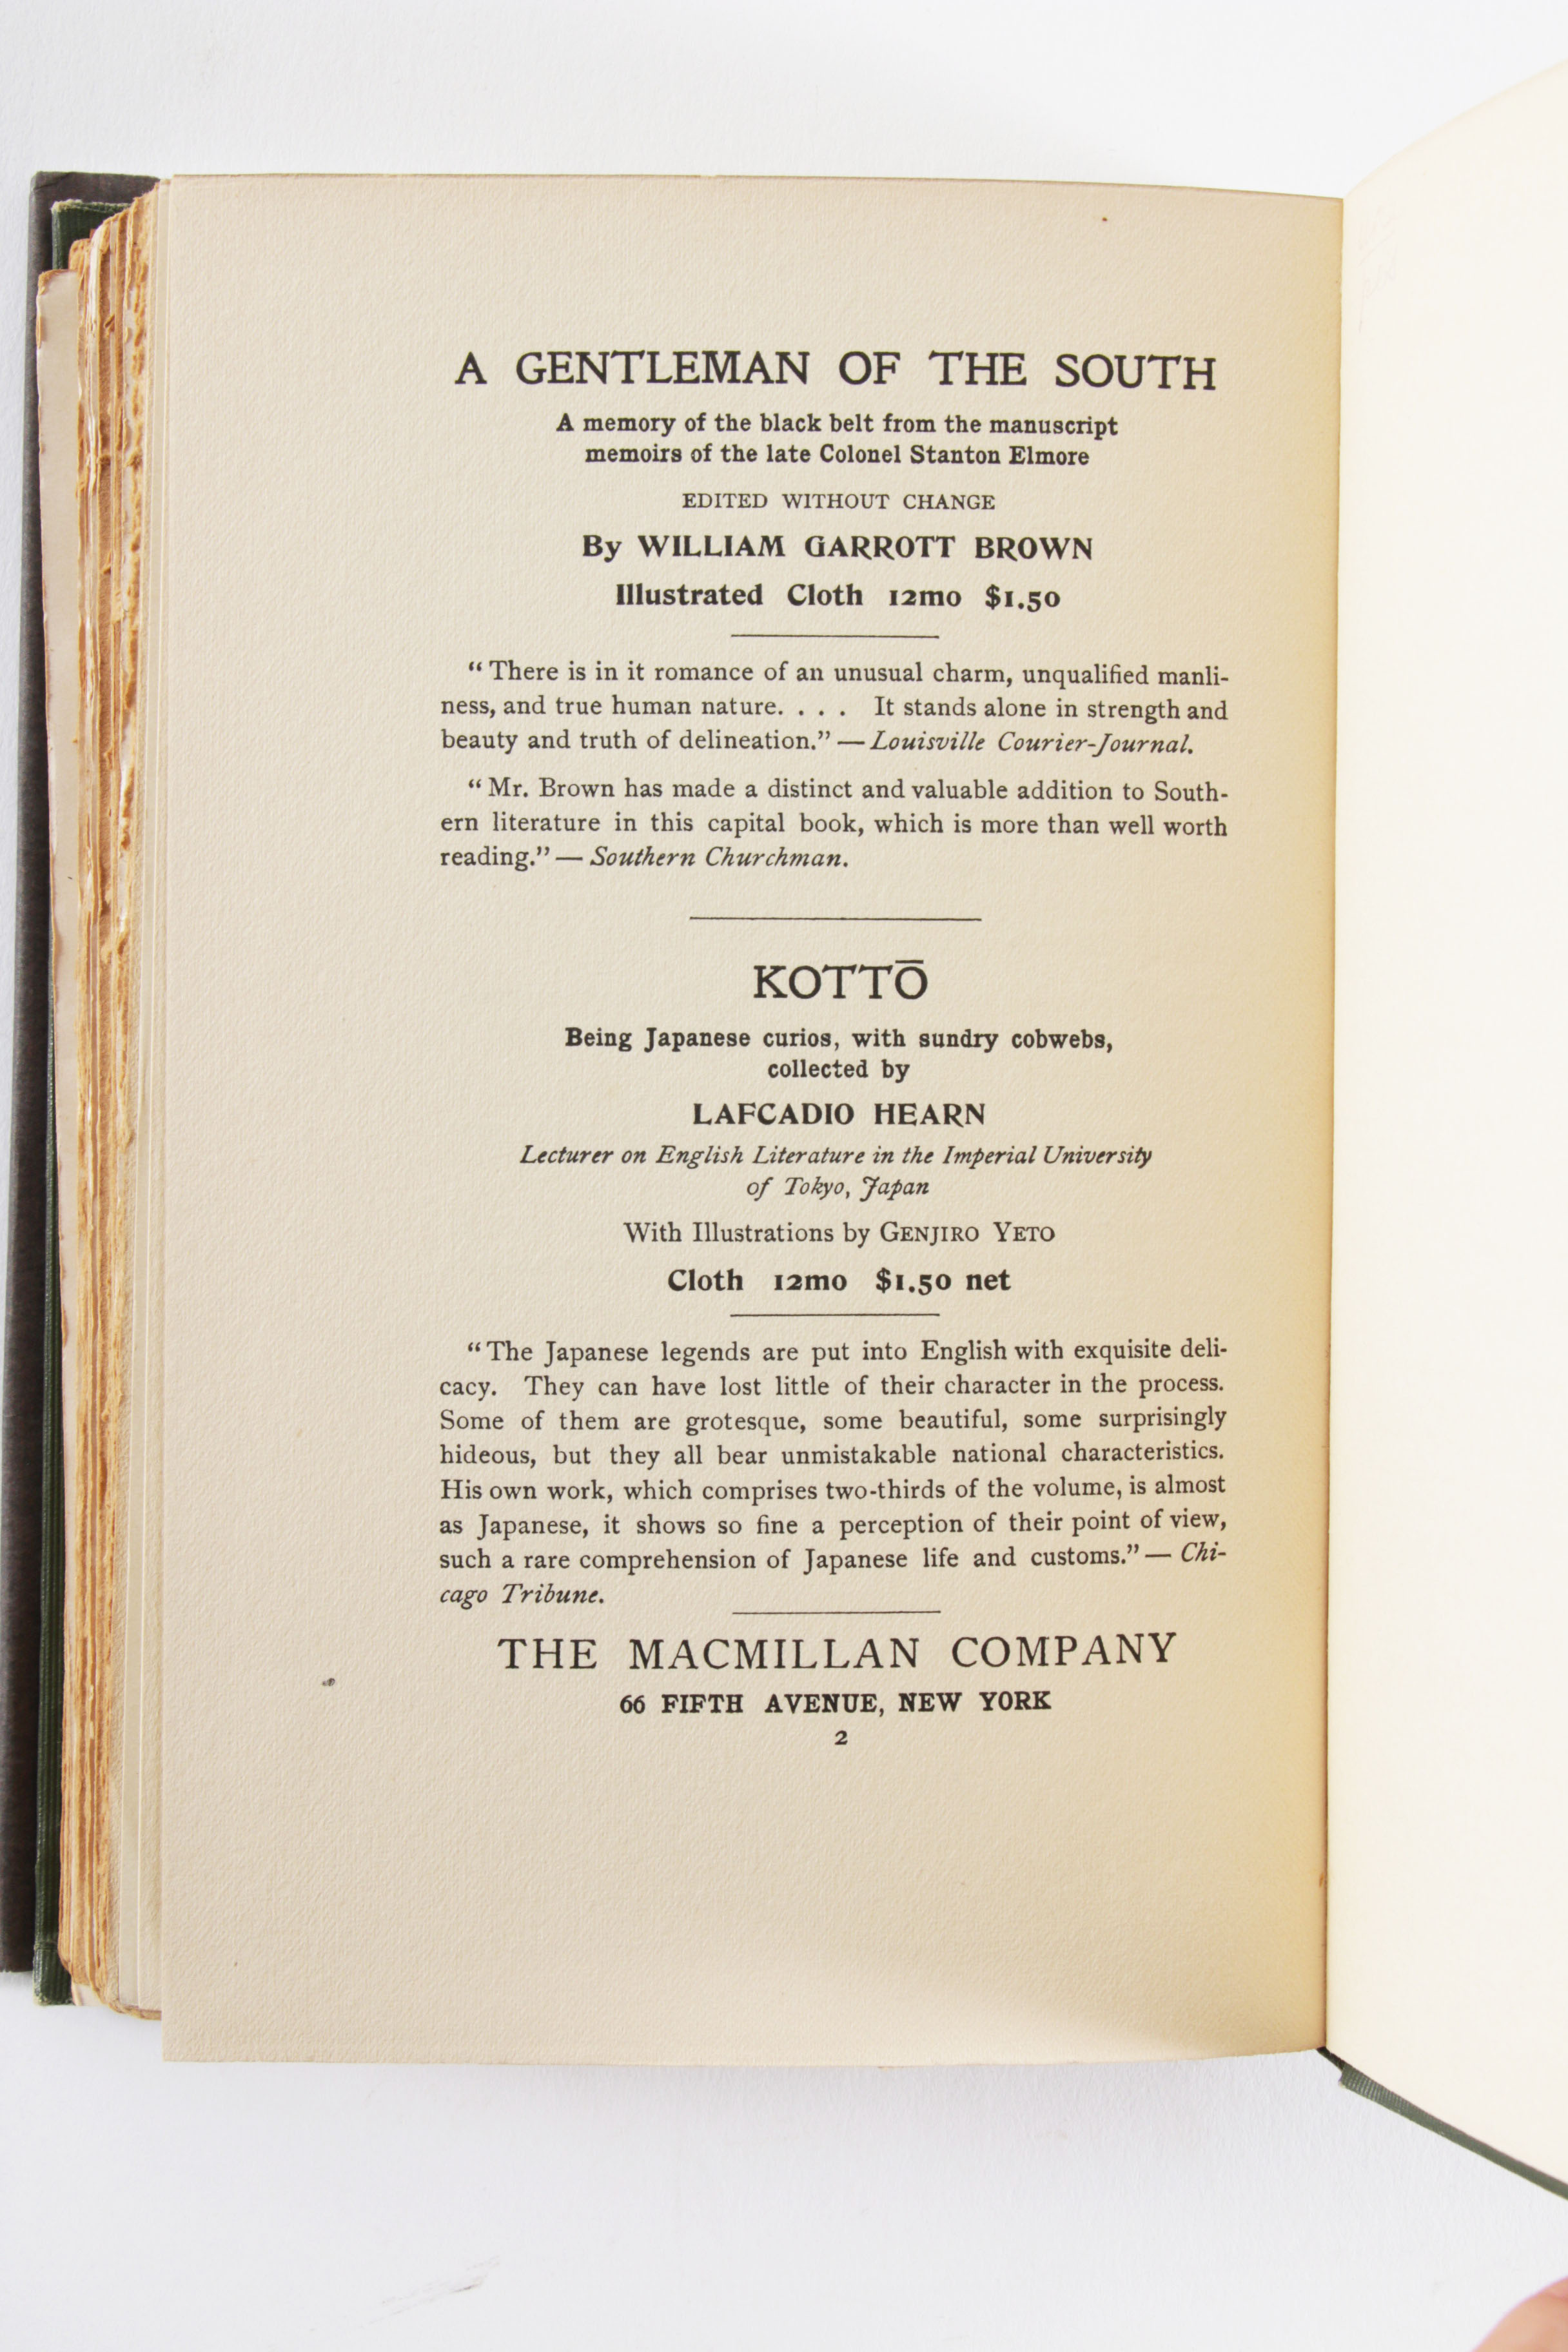 A GENTLEMAN OF THE SOUTH
A memory of the black belt from the manuscript
memoirs of the late Colonel Stanton Elmore
EDITED WITHOUT CHANGE
By WILLIAM GARROTT BROWN
Illustrated Cloth 12mo $1.50
“There is in it romance of an unusual charm, unqualified manli-
ness, and true human nature. . . . It stands alone in strength and
beauty and truth of delineation.” — Louisville Courier-Journal.
“Mr. Brown has made a distinct and valuable addition to South-
ern literature in this capital book, which is more than well worth
reading.” — Southern Churchman.
KOTTŌ
Being Japanese curios, with sundry cobwebs,
collected by
LAFCADIO HEARN
Lecturer on English Literature in the Imperial University
of Tokyo, Japan
With Illustrations by GENJIRO YETO
Cloth 12mo $1.50 net
“The Japanese legends are put into English with exquisite deli-
cacy. They can have lost little of their character in the process.
Some of them are grotesque, some beautiful, some surprisingly
hideous, but they all bear unmistakable national characteristics.
His own work, which comprises two-thirds of the volume, is almost
as Japanese, it shows so fine a perception of their point of view,
such a rare comprehension of Japanese life and customs.” — Chi-
cago Tribune.
THE MACMILLAN COMPANY
66 FIFTH AVENUE, NEW YORK
2